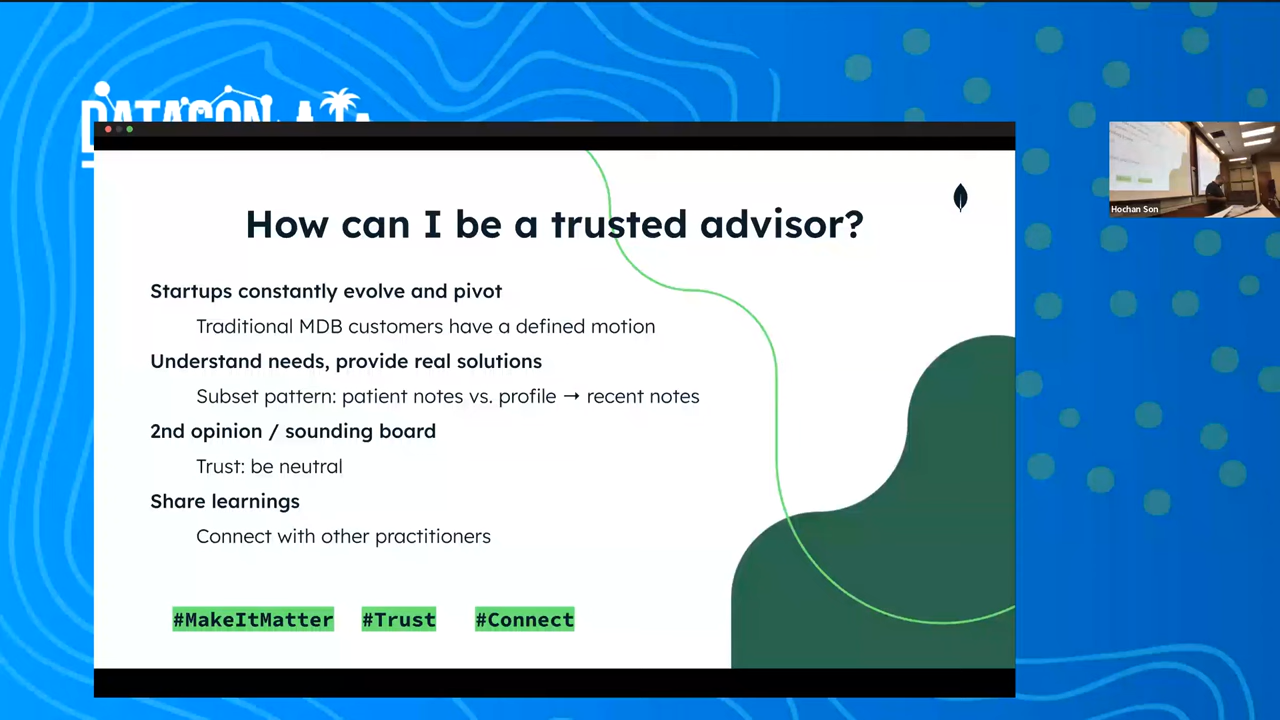 DATACON LA
How can I be a trusted advisor?
Hochan Son
Startups constantly evolve and pivot
Traditional MDB customers have a defined motion
Understand needs, provide real solutions
Subset pattern: patient notes vs. profile → recent notes
2nd opinion / sounding board
Trust: be neutral
Share learnings
Connect with other practitioners
#MakeItMatter #Trust #Connect